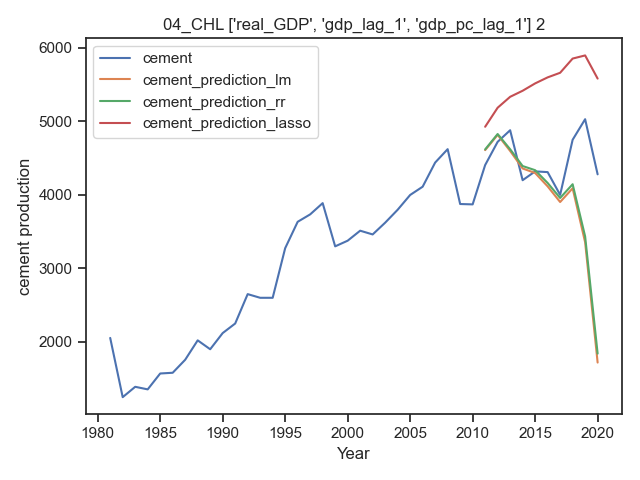 04_CHL ['real_GDP', 'gdp_lag_1', 'gdp_pc_lag_1'] 2
cement
cement_prediction_lm
cement_prediction_rr
cement_prediction_lasso
6000
5000
4000
3000
2000
cement production
1980
1985
1990
1995
2000
2005
2010
2015
2020
Year